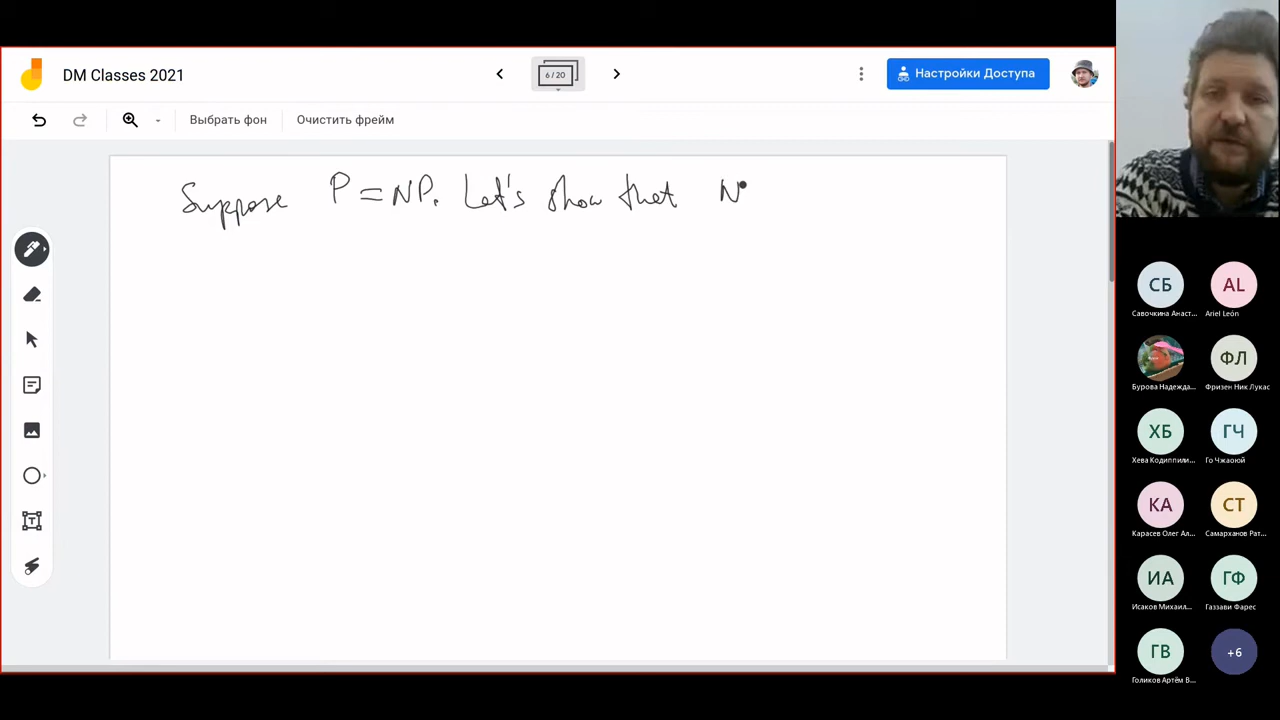 DM Classes 2021
6 / 20
Настройки Доступа
Выбрать фон
Очистить фрейм
Suppose P = NP. Let's show that N
СБ
AL
Савочкина Анаст...
Ariel León
ФЛ
Бурова Надежда...
Фризен Ник Лукас
ХБ
ГЧ
Хева Кодиппили...
Го Чжаоюй
КА
СТ
Карасев Олег Ал...
Самарханов Рат...
ИА
ГФ
Исаков Михаил...
Газзави Фарес
ГВ
+6
Голиков Артём В...